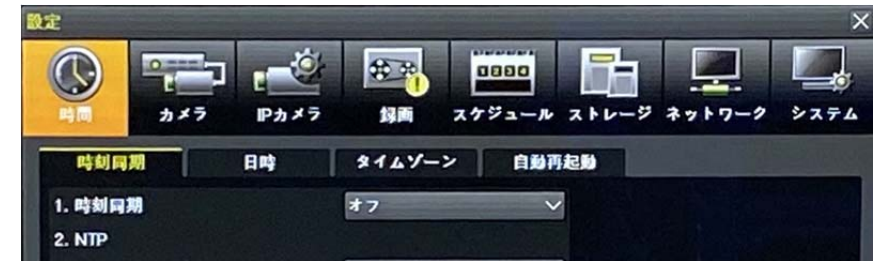 設定
時間 カメラ IPカメラ 録画 スケジュール ストレージ ネットワーク システム
時刻同期 日時 タイムゾーン 自動再起動
1. 時刻同期 オフ
2. NTP